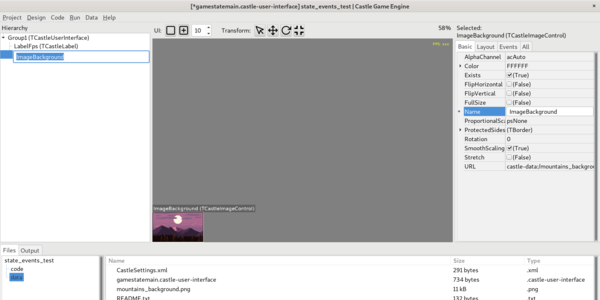 [*gamestatemain.castle-user-interface] state_events_test | Castle Game Engine
Project Design Code Run Data Help
Hierarchy
Group1 (TCastleUserInterface)
LabelFps (TCastleLabel)
ImageBackground
UI: 10 Transform: 58%
FPS: xxx
ImageBackground (TCastleImageControl)
Selected:
ImageBackground (TCastleImageControl)
Basic Layout Events All
AlphaChannel acAuto
Color FFFFFF
Exists (True)
FlipHorizontal (False)
FlipVertical (False)
FullSize (False)
Name ImageBackground
ProportionalSca psNone
ProtectedSides (TBorder)
Rotation 0
SmoothScaling (True)
Stretch (False)
URL castle-data:/mountains_backgrou
Files Output
state_events_test
code
data
Name Size Type
CastleSettings.xml 291 bytes .xml
gamestatemain.castle-user-interface 734 bytes .castle-user-interface
mountains_background.png 11 kB .png
README.txt 132 bytes .txt